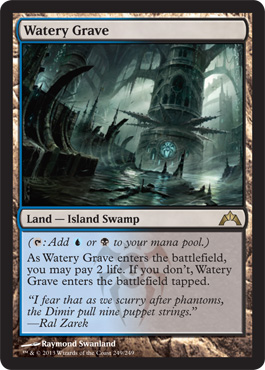 Watery Grave
Land — Island Swamp
( : Add or to your mana pool.)
As Watery Grave enters the battlefield,
you may pay 2 life. If you don't, Watery
Grave enters the battlefield tapped.
“I fear that as we scurry after phantoms,
the Dimir pull nine puppet strings.”
—Ral Zarek
Raymond Swanland
™ & © 2013 Wizards of the Coast 249/249